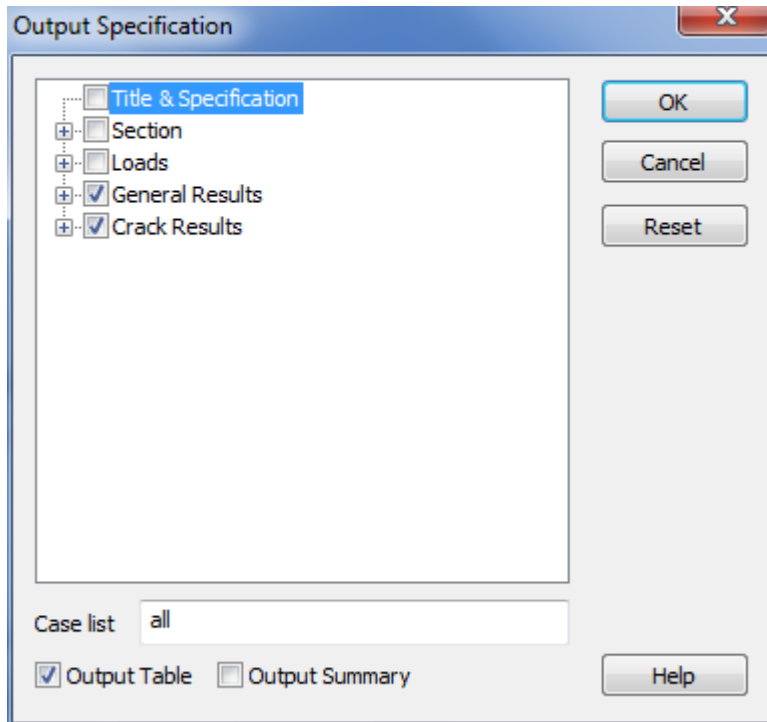 Output Specification
Title & Specification
Section
Loads
General Results
Crack Results
OK
Cancel
Reset
Case list all
Output Table Output Summary
Help